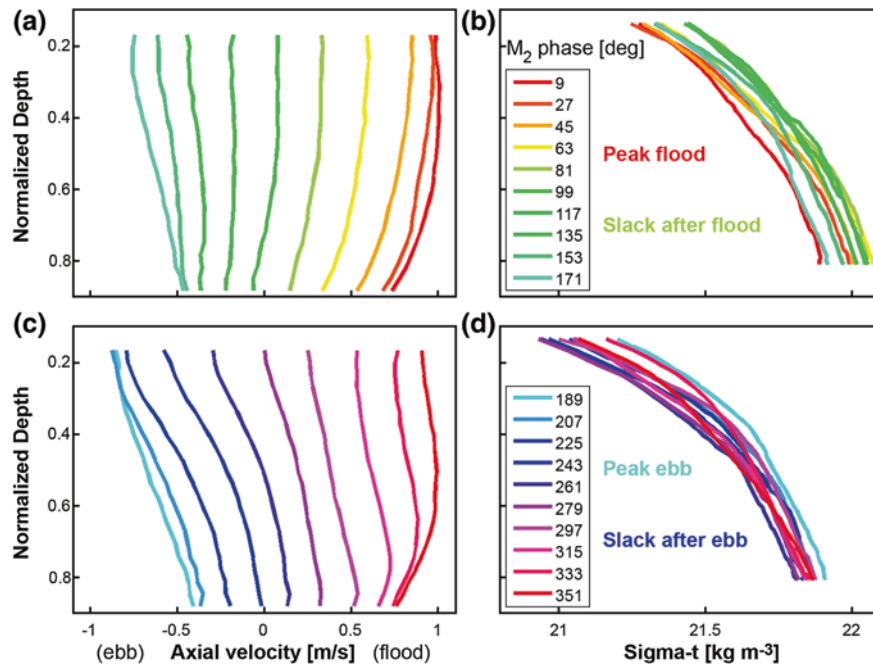 (a)
(b)
0.2
0.4
0.6
0.8
Normalized Depth
M2 phase [deg]
9
27
45
63
81
99
117
135
153
171
Peak flood
Slack after flood
(c)
(d)
0.2
0.4
0.6
0.8
Normalized Depth
189
207
225
243
261
279
297
315
333
351
Peak ebb
Slack after ebb
-1
-0.5
0
0.5
1
(ebb) Axial velocity [m/s] (flood)
21
21.5
22
Sigma-t [kg m-3]